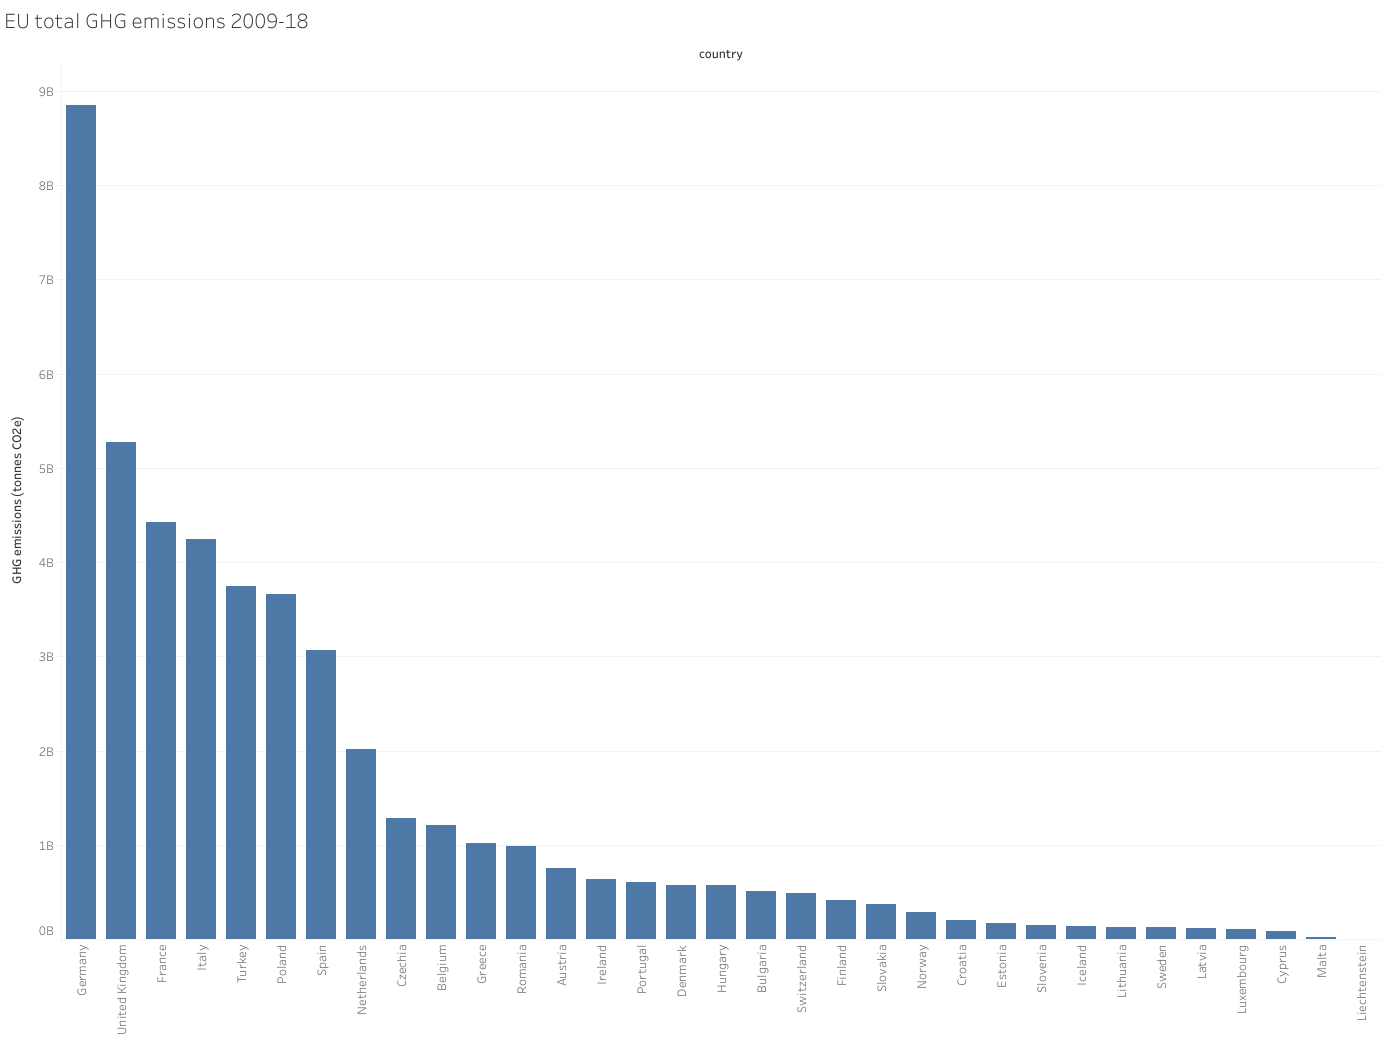 EU total GHG emissions 2009-18
country
9B
8B
7B
6B
5B
4B
3B
2B
1B
0B
GHG emissions (tonnes CO2e)
Germany
United Kingdom
France
Italy
Turkey
Poland
Spain
Netherlands
Czechia
Belgium
Greece
Romania
Austria
Ireland
Portugal
Denmark
Hungary
Bulgaria
Switzerland
Finland
Slovakia
Norway
Croatia
Estonia
Slovenia
Iceland
Lithuania
Sweden
Latvia
Luxembourg
Cyprus
Malta
Liechtenstein